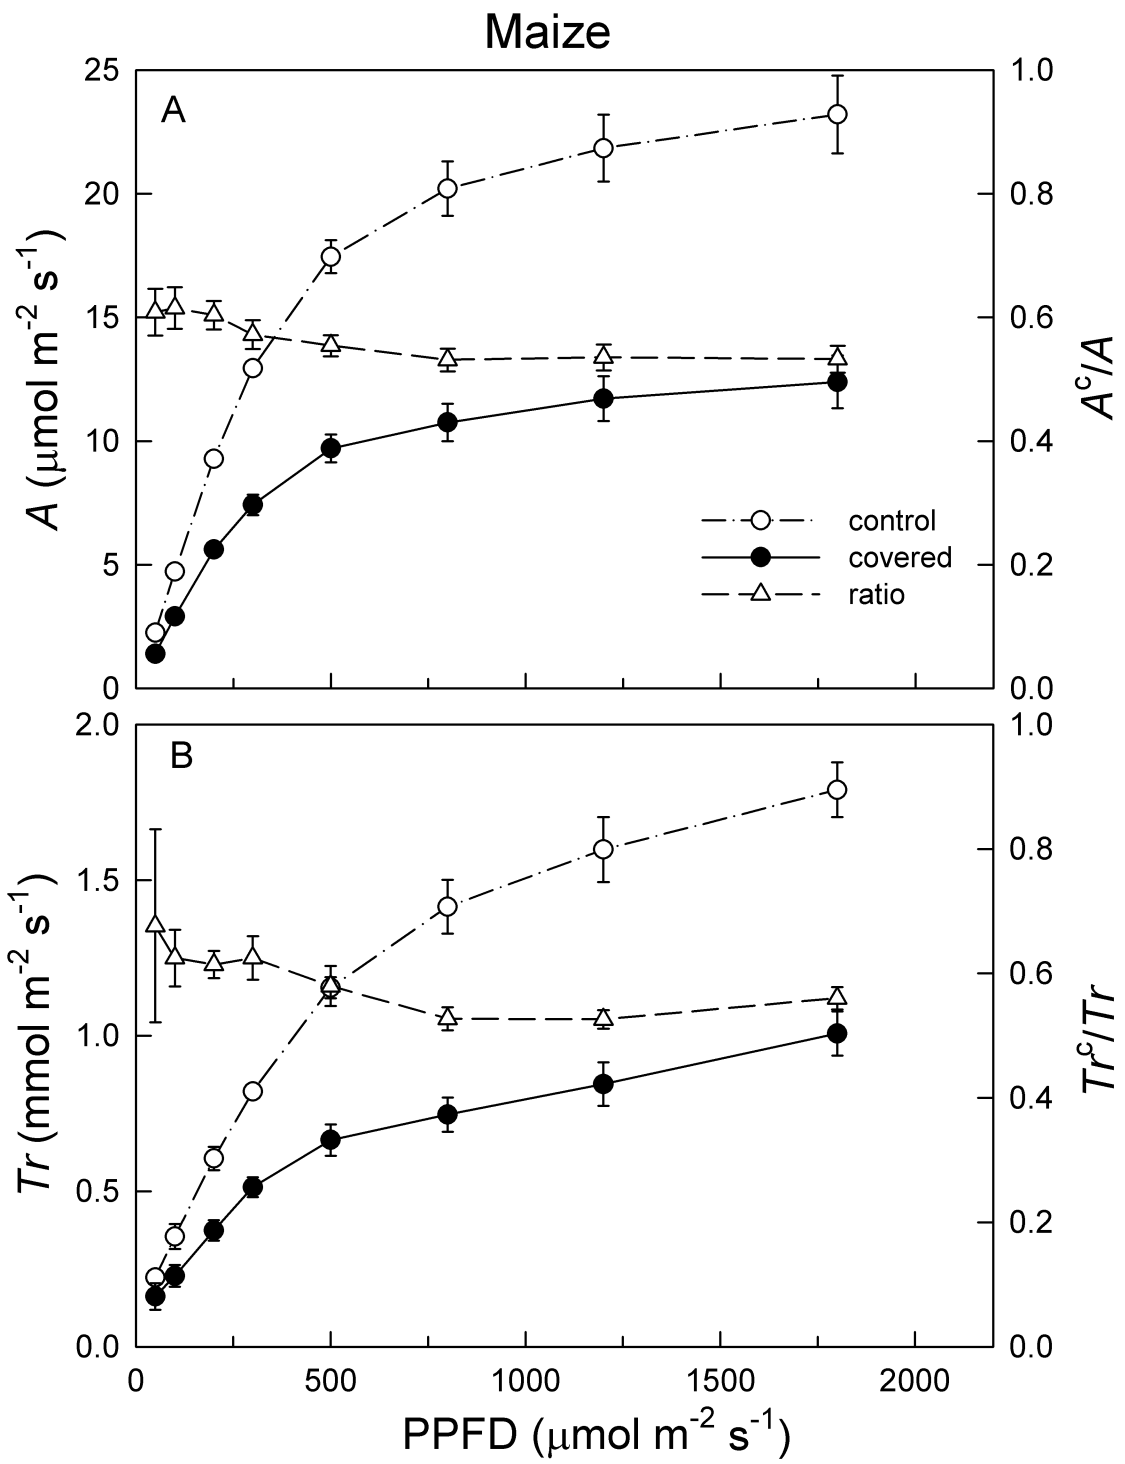 Maize
A
25
20
15
10
5
0
A (μmol m-2 s-1)
1.0
0.8
0.6
0.4
0.2
0.0
Ac/A
control
covered
ratio
B
2.0
1.5
1.0
0.5
0.0
Tr (mmol m-2 s-1)
1.0
0.8
0.6
0.4
0.2
0.0
Trc/Tr
0 500 1000 1500 2000
PPFD (μmol m-2 s-1)